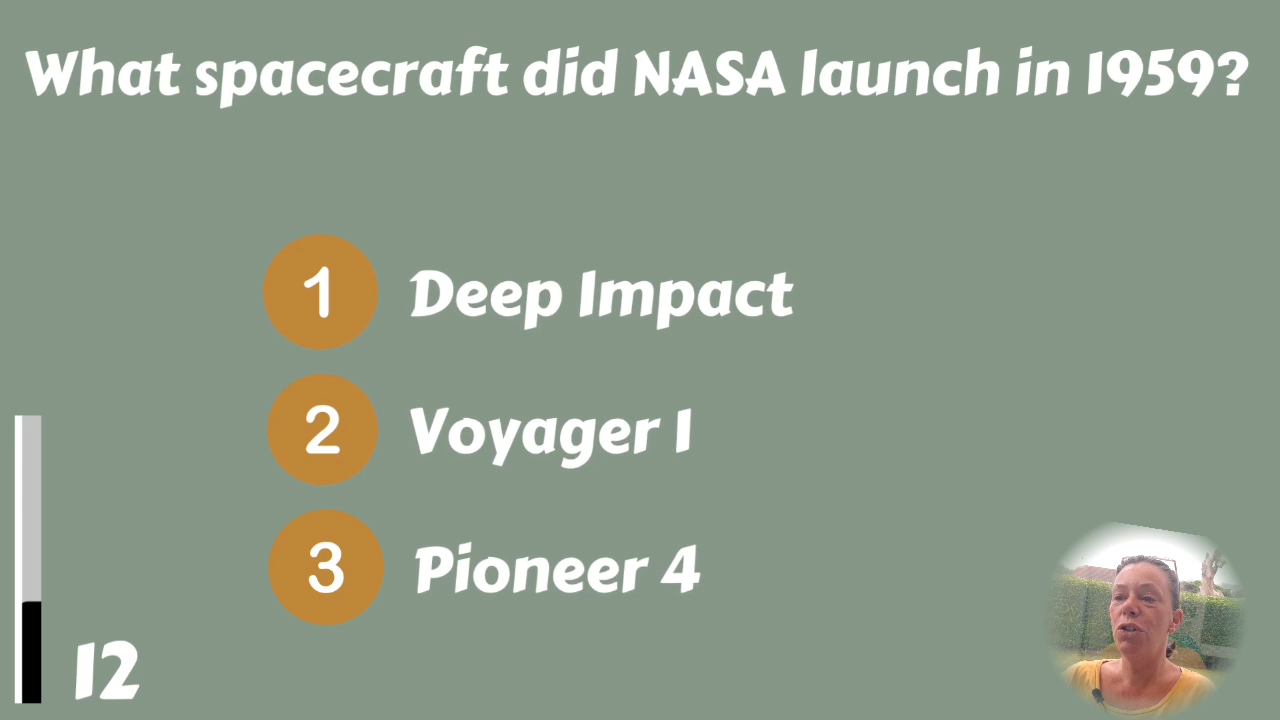 What spacecraft did NASA launch in 1959?
1 Deep Impact
2 Voyager 1
3 Pioneer 4
12